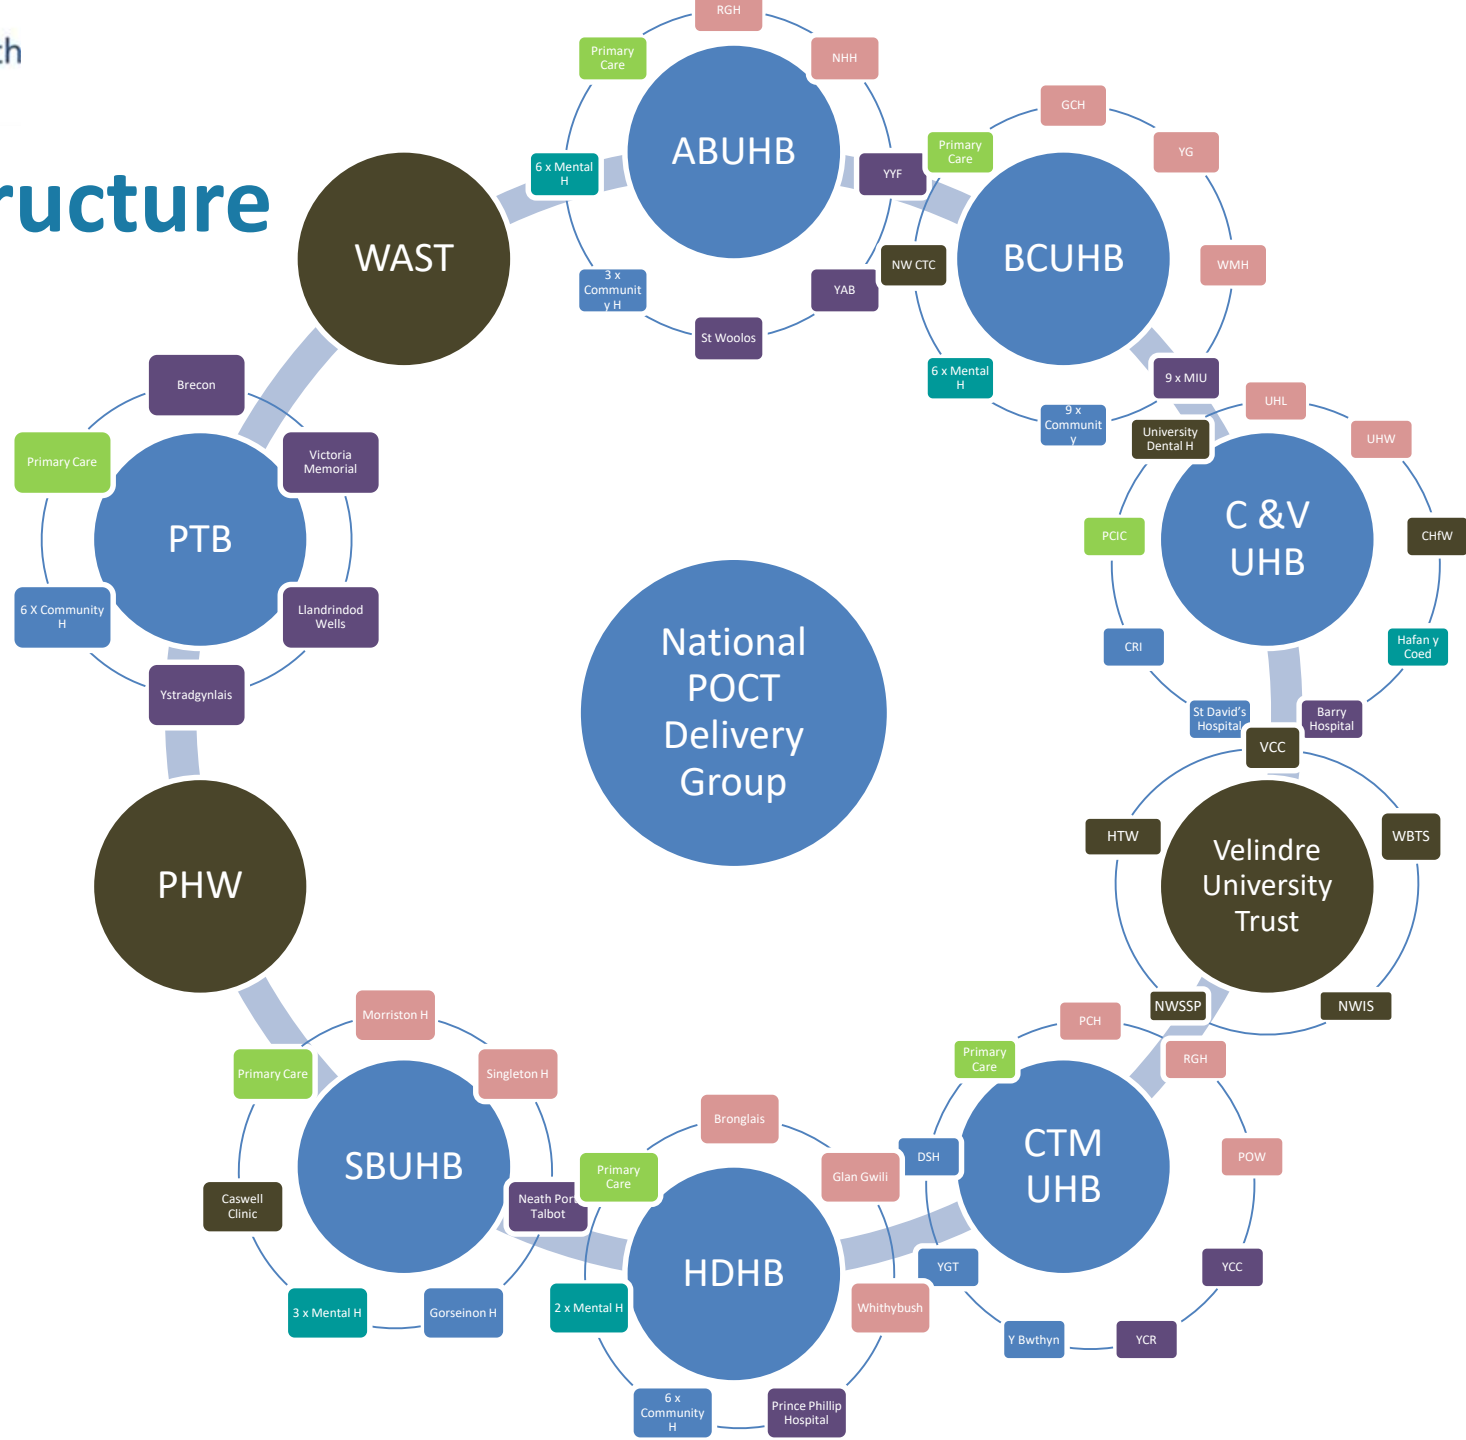 th
ructure
RGH
Primary
Care
NHH
ABUHB
6 x Mental
H
YYF
3 x
Communit
y H
YAB
St Woolos
GCH
Primary
Care
YG
BCUHB
NW CTC
WMH
6 x Mental
H
9 x MIU
9 x
Communit
y
UHL
University
Dental H
UHW
C &V
UHB
PCIC
CHfW
CRI
Hafan y
Coed
St David's
Hospital
Barry
Hospital
VCC
HTW
WBTS
Velindre
University
Trust
NWSSP
NWIS
PCH
Primary
Care
RGH
CTM
UHB
DSH
POW
YGT
YCC
Y Bwthyn
YCR
Bronglais
Primary
Care
Glan Gwili
HDHB
2 x Mental H
Whithybush
6 x
Community
H
Prince Phillip
Hospital
Morriston H
Primary Care
Singleton H
SBUHB
Caswell
Clinic
Neath Por
Talbot
3 x Mental H
Gorseinon H
PHW
Brecon
Primary Care
Victoria
Memorial
PTB
6 X Community
H
Llandrindod
Wells
Ystradgynlais
WAST
National
POCT
Delivery
Group